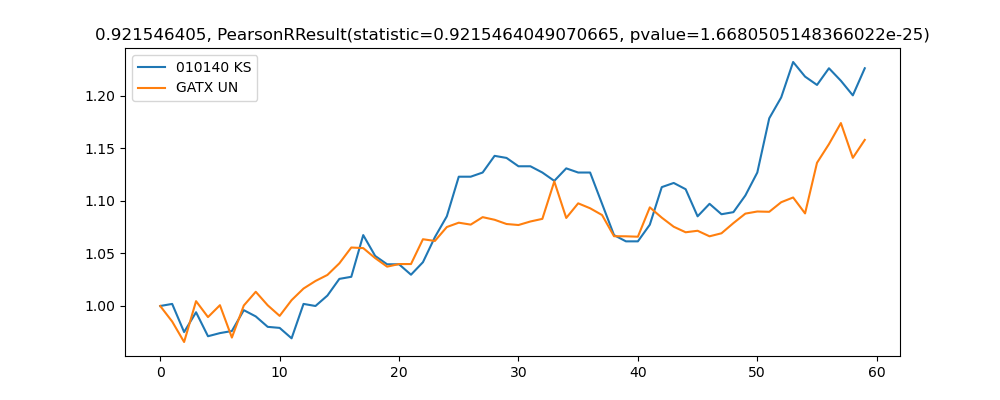 0.921546405, PearsonRResult(statistic=0.9215464049070665, pvalue=1.6680505148366022e-25)
010140 KS
GATX UN
1.20
1.15
1.10
1.05
1.00
0 10 20 30 40 50 60